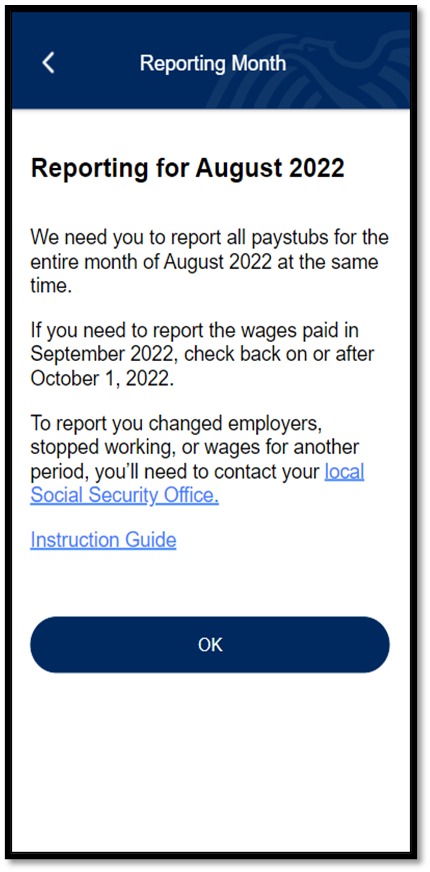 Reporting Month
Reporting for August 2022
We need you to report all paystubs for the
entire month of August 2022 at the same
time.
If you need to report the wages paid in
September 2022, check back on or after
October 1, 2022.
To report you changed employers,
stopped working, or wages for another
period, you’ll need to contact your local
Social Security Office.
Instruction Guide
OK